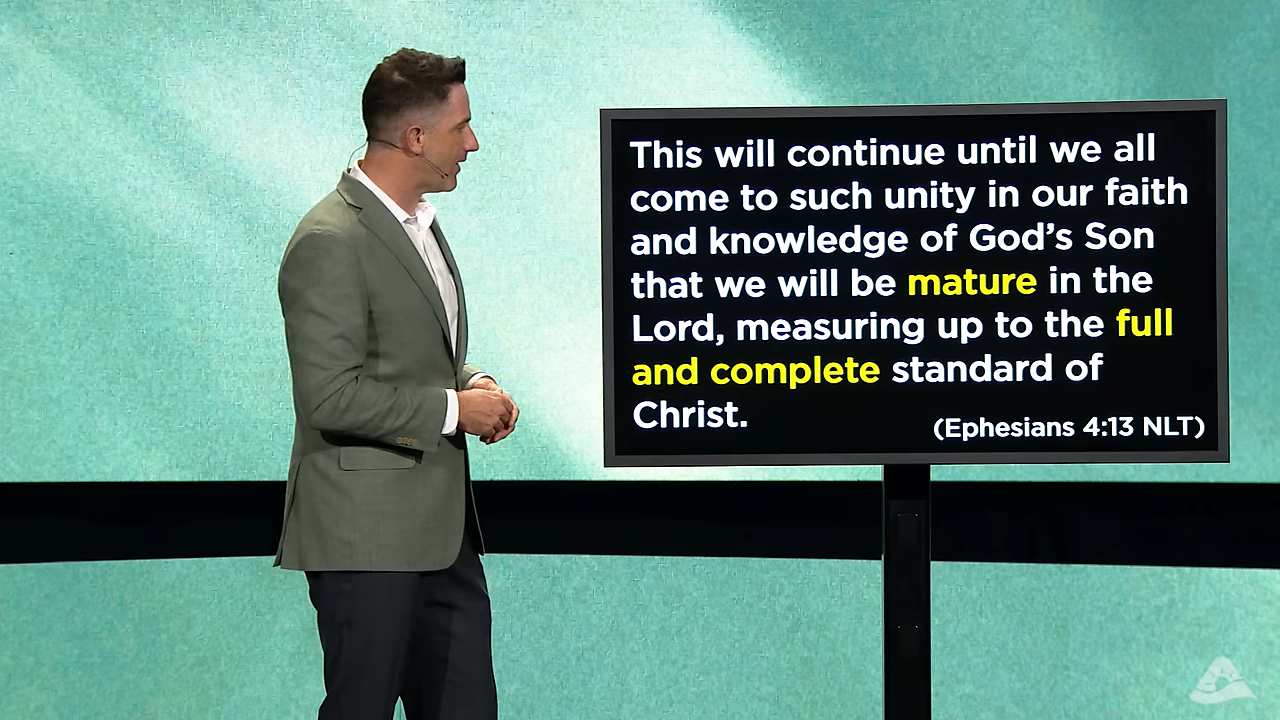 This will continue until we all
come to such unity in our faith
and knowledge of God's Son
that we will be mature in the
Lord, measuring up to the full
and complete standard of
Christ.
(Ephesians 4:13 NLT)